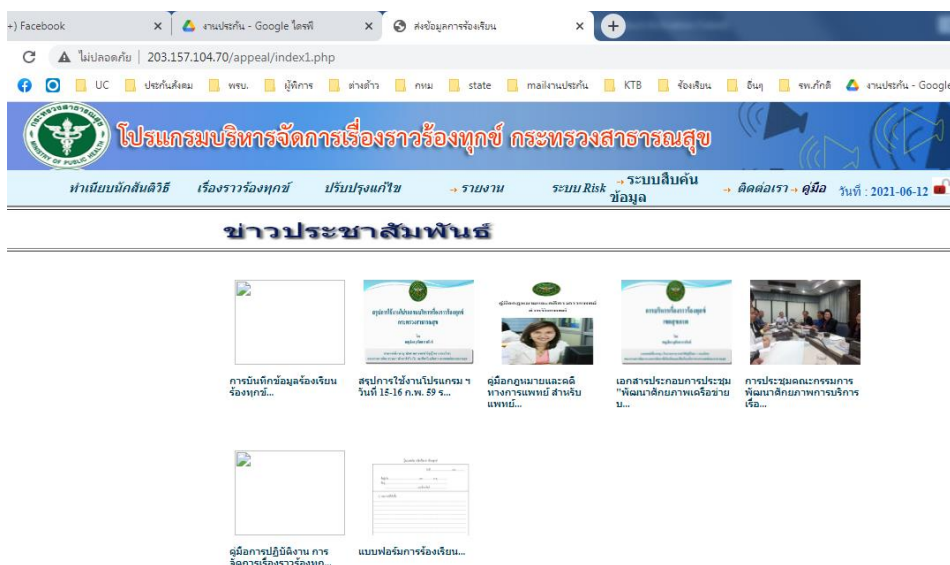 +) Facebook
งานประกัน - Google ไดรฟ์
ส่งข้อมูลการร้องเรียน
ไม่ปลอดภัย | 203.157.104.70/appeal/index1.php
UC ประกันสังคม พรบ. ผู้พิการ ต่างด้าว กทม state mailงานประกัน KTB ร้องเรียน อื่นๆ รพ.ภักดี งานประกัน - Google
กระทรวงสาธารณสุข
MINISTRY OF PUBLIC HEALTH
โปรแกรมบริหารจัดการเรื่องราวร้องทุกข์ กระทรวงสาธารณสุข
ทำเนียบนักสันติวิธี เรื่องราวร้องทุกข์ ปรับปรุงแก้ไข → รายงาน ระบบ Risk → ระบบสืบค้น
ข้อมูล
→ ติดต่อเรา → คู่มือ วันที่ : 2021-06-12
ข่าวประชาสัมพันธ์
การบันทึกข้อมูลร้องเรียน
ร้องทุกข์...
สรุปการใช้งานโปรแกรม ฯ
วันที่ 15-16 ก.พ. 59 ร...
คู่มือกฎหมายและคดี
ทางการแพทย์ สำหรับ
แพทย์...
เอกสารประกอบการประชุม
"พัฒนาศักยภาพเครือข่าย
บ...
การประชุมคณะกรรมการ
พัฒนาศักยภาพการบริการ
เรื่อ...
คู่มือการปฏิบัติงาน การ
จัดการเรื่องราวร้องทุก...
แบบฟอร์มการร้องเรียน...